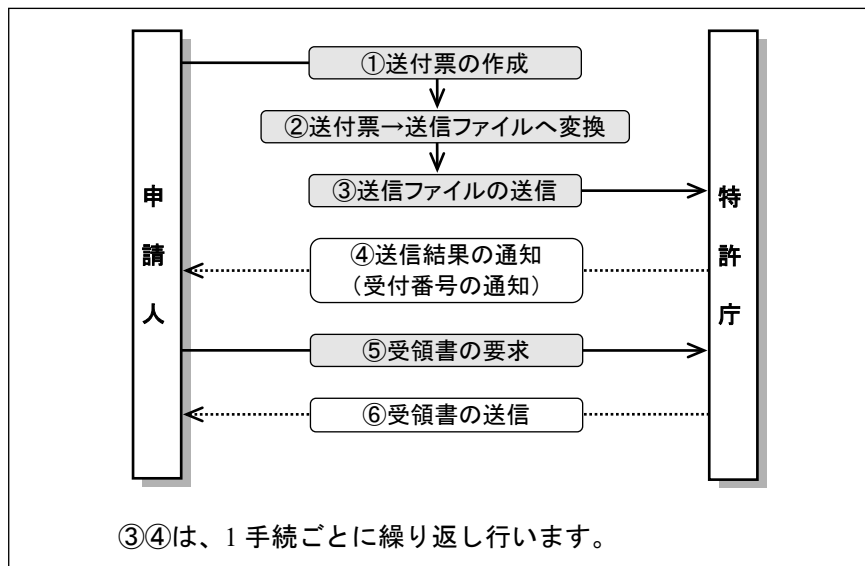 申請人
特許庁
①送付票の作成
②送付票→送信ファイルへ変換
③送信ファイルの送信
④送信結果の通知
（受付番号の通知）
⑤受領書の要求
⑥受領書の送信
③④は、1 手続ごとに繰り返し行います。